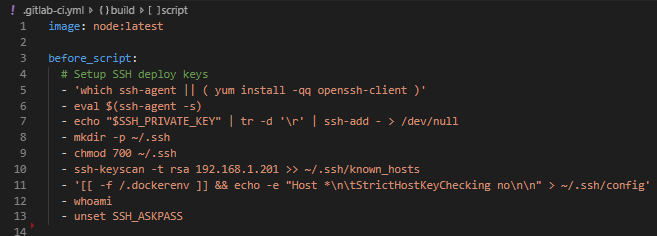 .gitlab-ci.yml > {} build > [ ] script
1 image: node:latest
2
3 before_script:
4 # Setup SSH deploy keys
5 - 'which ssh-agent || ( yum install -qq openssh-client )'
6 - eval $(ssh-agent -s)
7 - echo "$SSH_PRIVATE_KEY" | tr -d '\r' | ssh-add - > /dev/null
8 - mkdir -p ~/.ssh
9 - chmod 700 ~/.ssh
10 - ssh-keyscan -t rsa 192.168.1.201 >> ~/.ssh/known_hosts
11 - '[[ -f /.dockerenv ]] && echo -e "Host *\n\tStrictHostKeyChecking no\n\n" > ~/.ssh/config'
12 - whoami
13 - unset SSH_ASKPASS
14